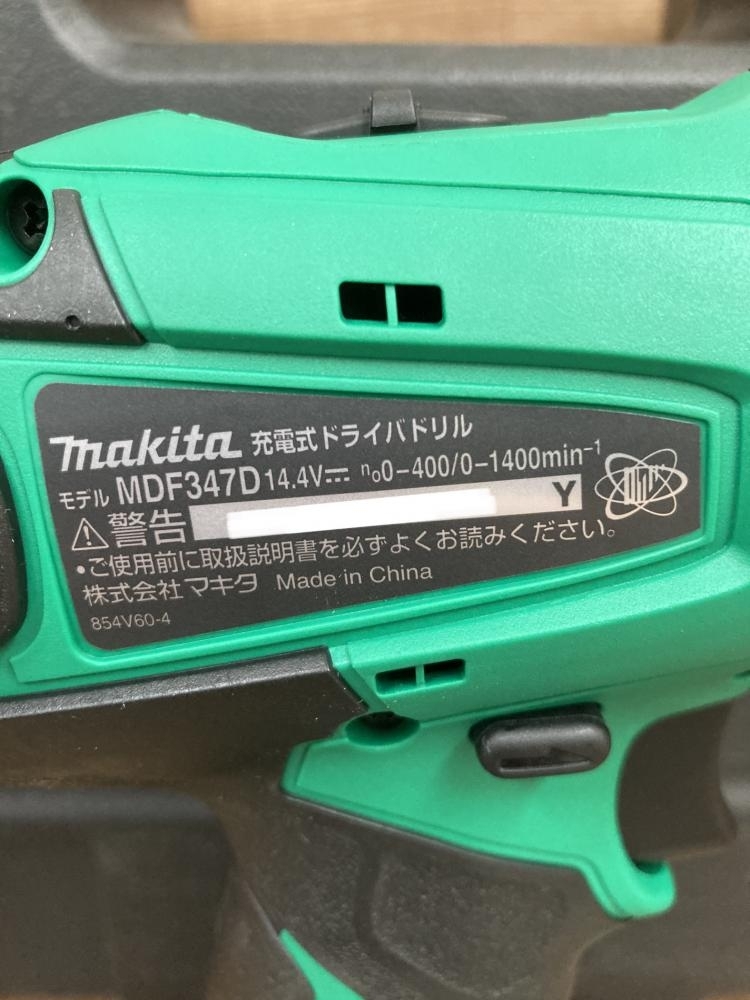 makita 充電式ドライバドリル
モデル MDF347D 14.4V⎓ n₀0-400/0-1400min⁻¹
⚠警告 Y
•ご使用前に取扱説明書を必ずよくお読みください。
株式会社マキタ Made in China
854V60-4